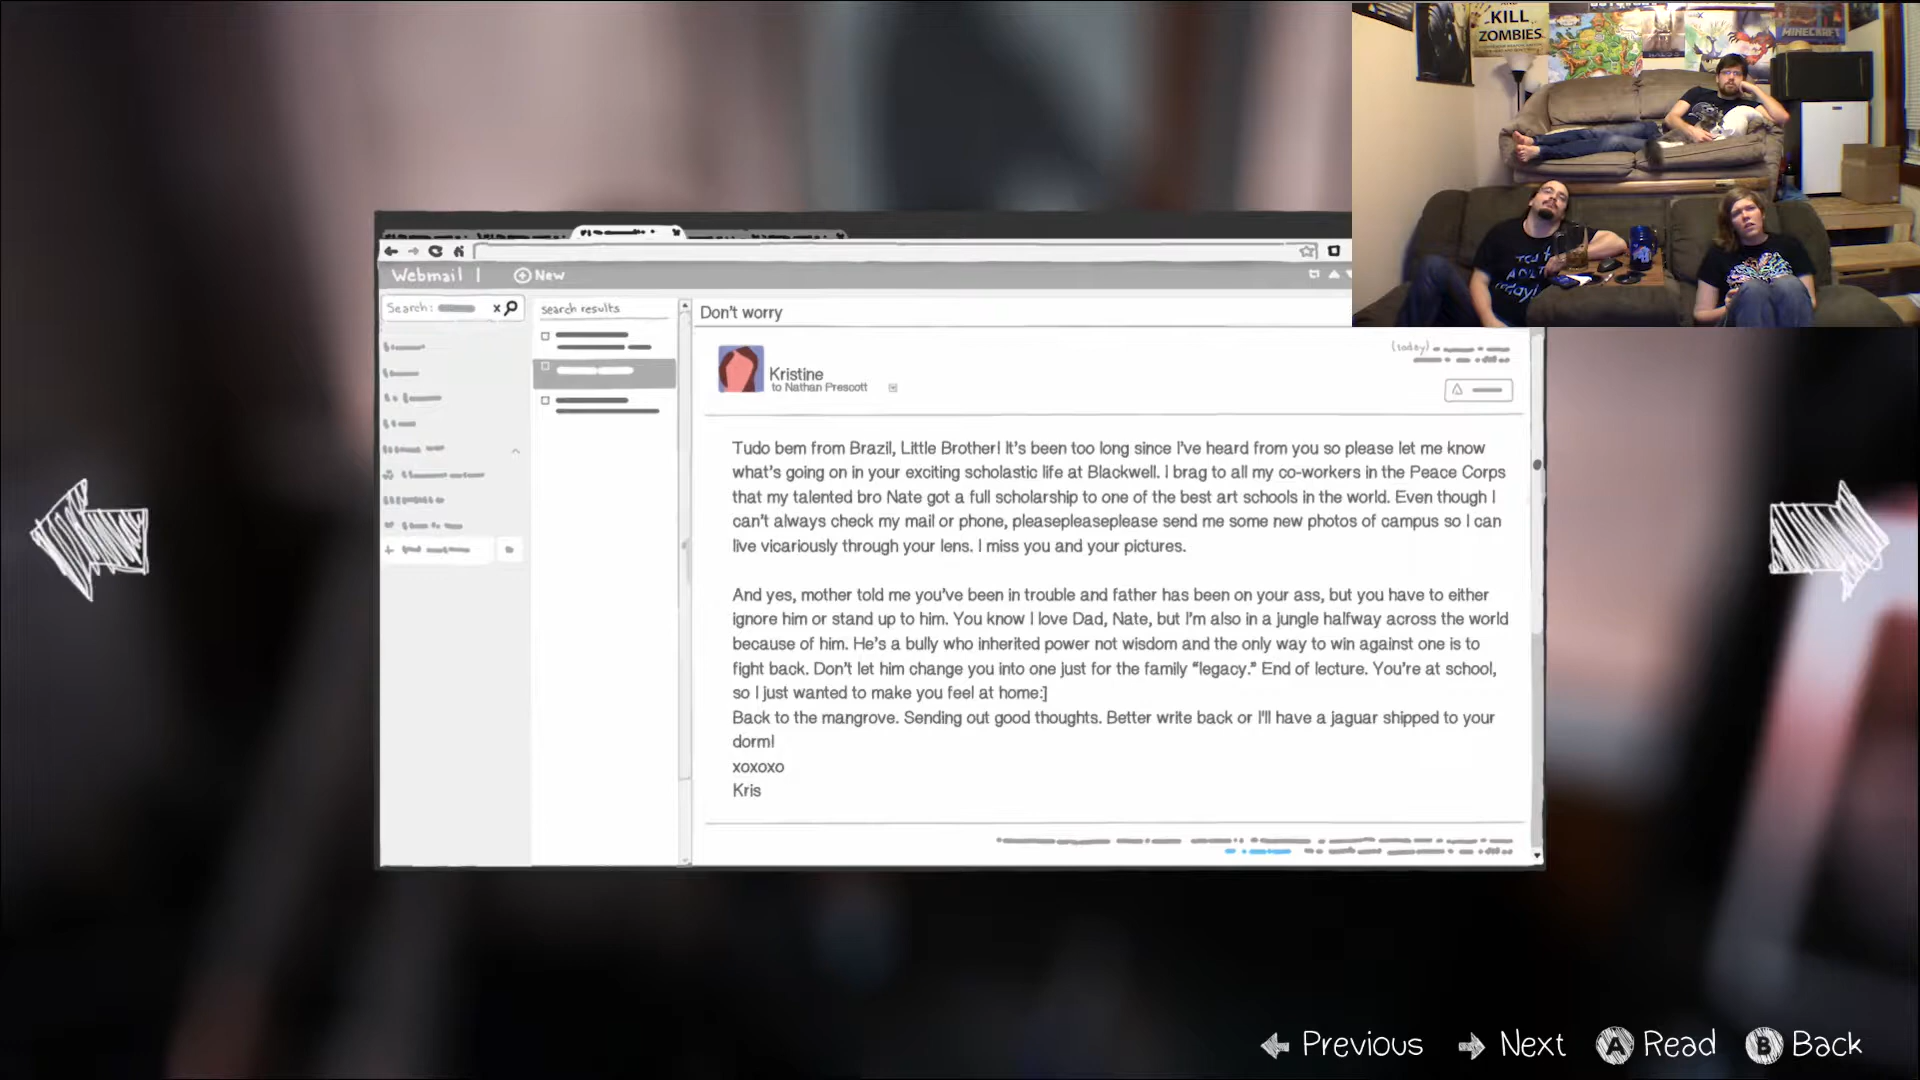 KILL
ZOMBIES
MINECRAFT
Webmail | New
Search:
search results
Don't worry
Kristine
to Nathan Prescott
(today)
Tudo bem from Brazil, Little Brother! It's been too long since I've heard from you so please let me know
what's going on in your exciting scholastic life at Blackwell. I brag to all my co-workers in the Peace Corps
that my talented bro Nate got a full scholarship to one of the best art schools in the world. Even though I
can't always check my mail or phone, pleasepleaseplease send me some new photos of campus so I can
live vicariously through your lens. I miss you and your pictures.
And yes, mother told me you've been in trouble and father has been on your ass, but you have to either
ignore him or stand up to him. You know I love Dad, Nate, but I'm also in a jungle halfway across the world
because of him. He's a bully who inherited power not wisdom and the only way to win against one is to
fight back. Don't let him change you into one just for the family “legacy.” End of lecture. You're at school,
so I just wanted to make you feel at home:]
Back to the mangrove. Sending out good thoughts. Better write back or I'll have a jaguar shipped to your
dorm!
xoxoxo
Kris
Previous Next A Read B Back